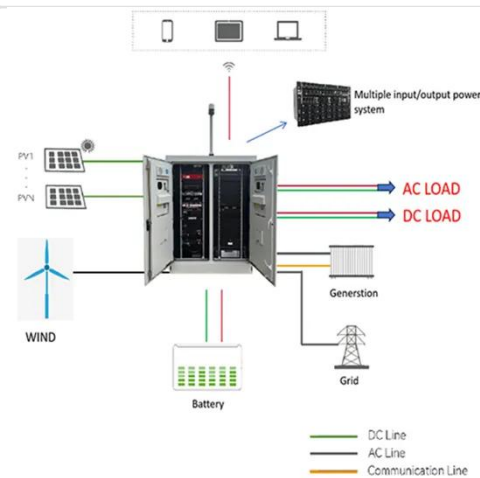 Multiple input/output power
system
PV1
PVN
AC LOAD
DC LOAD
WIND
Generstion
Grid
Battery
DC Line
AC Line
Communication Line